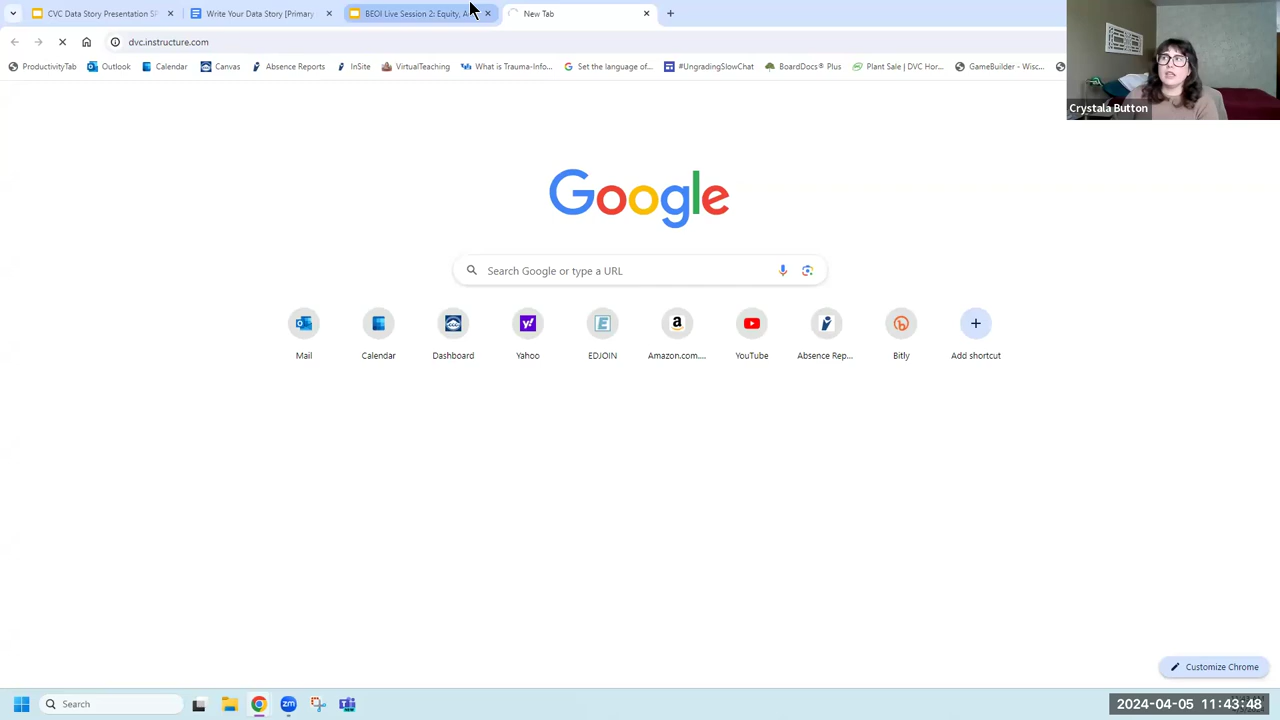 CVC Data Story Presentation SP
Write Your Data Story [Primary
BEOI Live Session 2: Equity, A
New Tab
dvc.instructure.com
ProductivityTab
Outlook
Calendar
Canvas
Absence Reports
InSite
VirtualTeaching
What is Trauma-Info...
Set the language of...
#UngradingSlowChat
BoardDocs® Plus
Plant Sale | DVC Hor...
GameBuilder - Wisc...
Crystala Button
Google
Search Google or type a URL
Mail
Calendar
Dashboard
Yahoo
EDJOIN
Amazon.com....
YouTube
Absence Rep...
Bitly
Add shortcut
Customize Chrome
Search
2024-04-05 11:43:48